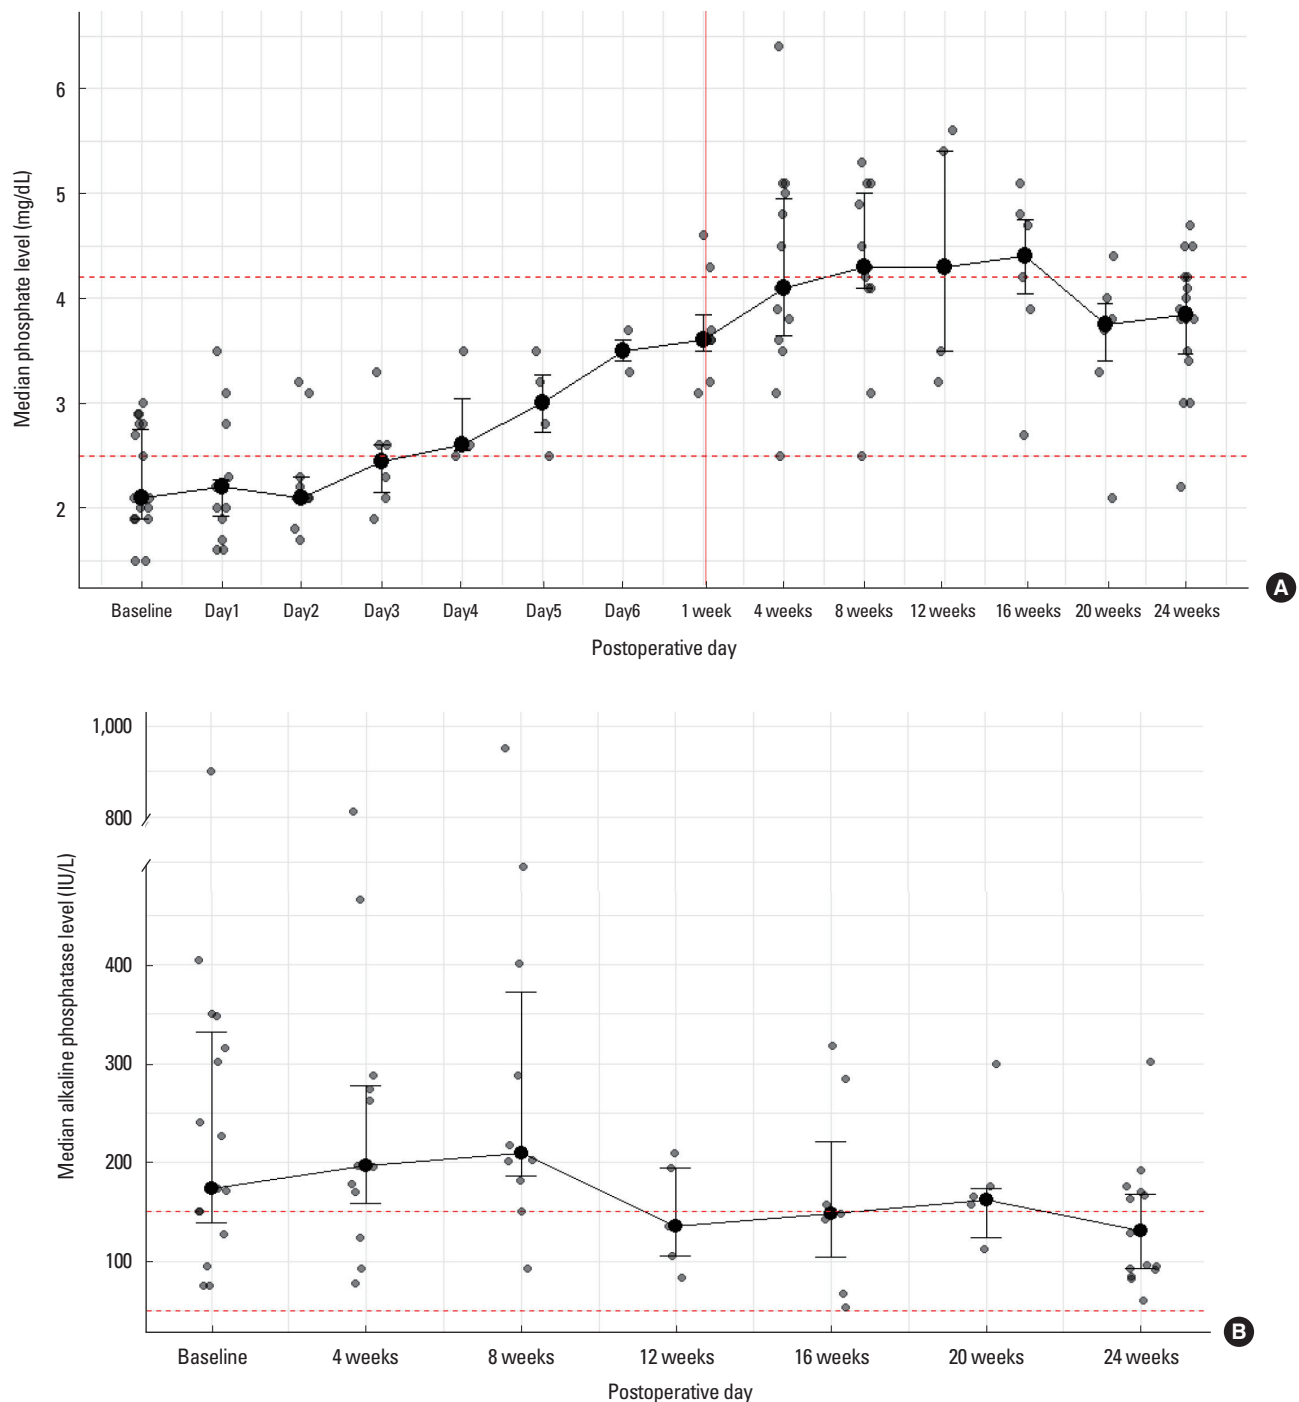 6
5
4
3
2
Median phosphate level (mg/dL)
Baseline Day1 Day2 Day3 Day4 Day5 Day6 1 week 4 weeks 8 weeks 12 weeks 16 weeks 20 weeks 24 weeks
Postoperative day
A
1,000
800
400
300
200
100
Median alkaline phosphatase level (IU/L)
Baseline 4 weeks 8 weeks 12 weeks 16 weeks 20 weeks 24 weeks
Postoperative day
B